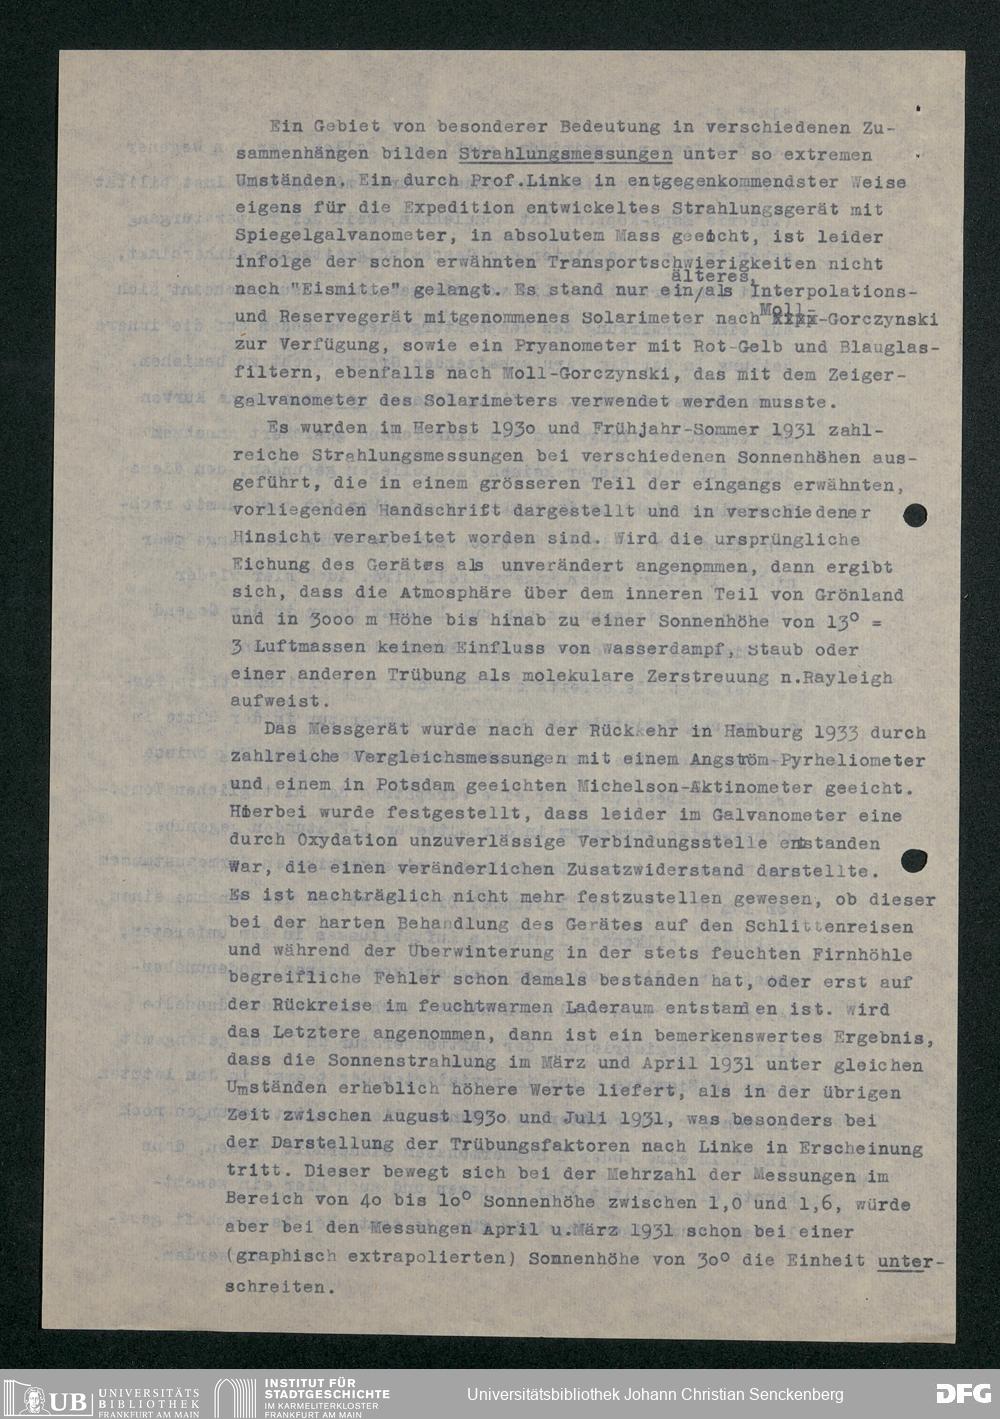 Ein Gebiet von besonderer Bedeutung in verschiedenen Zu-
sammenhängen bilden Strahlungsmessungen unter so extremen
Umständen. Ein durch Prof.Linke in entgegenkommendster Weise
eigens für die Expedition entwickeltes Strahlungsgerät mit
Spiegelgalvanometer, in absolutem Mass geeicht, ist leider
infolge der schon erwähnten Transportschwierigkeiten nicht
älteres,
nach "Eismitte" gelangt. Es stand nur ein/als Interpolations-
und Reservegerät mitgenommenes Solarimeter nach Moll-Gorczynski
zur Verfügung, sowie ein Pryanometer mit Rot-Gelb und Blauglas-
filtern, ebenfalls nach Moll-Gorczynski, das mit dem Zeiger-
galvanometer des Solarimeters verwendet werden musste.
Es wurden im Herbst 193o und Frühjahr-Sommer 1931 zahl-
reiche Strahlungsmessungen bei verschiedenen Sonnenhöhen aus-
geführt, die in einem grösseren Teil der eingangs erwähnten,
vorliegenden Handschrift dargestellt und in verschiedener
Hinsicht verarbeitet worden sind. Wird die ursprüngliche
Eichung des Gerätes als unverändert angenommen, dann ergibt
sich, dass die Atmosphäre über dem inneren Teil von Grönland
und in 3ooo m Höhe bis hinab zu einer Sonnenhöhe von 13° =
3 Luftmassen keinen Einfluss von Wasserdampf, Staub oder
einer anderen Trübung als molekulare Zerstreuung n.Rayleigh
aufweist.
Das Messgerät wurde nach der Rückkehr in Hamburg 1933 durch
zahlreiche Vergleichsmessungen mit einem Angström-Pyrheliometer
und einem in Potsdam geeichten Michelson-Aktinometer geeicht.
Hierbei wurde festgestellt, dass leider im Galvanometer eine
durch Oxydation unzuverlässige Verbindungsstelle entstanden
war, die einen veränderlichen Zusatzwiderstand darstellte.
Es ist nachträglich nicht mehr festzustellen gewesen, ob dieser
bei der harten Behandlung des Gerätes auf den Schlittenreisen
und während der Überwinterung in der stets feuchten Firnhöhle
begreifliche Fehler schon damals bestanden hat, oder erst auf
der Rückreise im feuchtwarmen Laderaum entstanden ist. Wird
das Letztere angenommen, dann ist ein bemerkenswertes Ergebnis,
dass die Sonnenstrahlung im März und April 1931 unter gleichen
Umständen erheblich höhere Werte liefert, als in der übrigen
Zeit zwischen August 193o und Juli 1931, was besonders bei
der Darstellung der Trübungsfaktoren nach Linke in Erscheinung
tritt. Dieser bewegt sich bei der Mehrzahl der Messungen im
Bereich von 4o bis 1o° Sonnenhöhe zwischen 1,0 und 1,6, würde
aber bei den Messungen April u.März 1931 schon bei einer
(graphisch extrapolierten) Sonnenhöhe von 3o° die Einheit unter-
schreiten.
UB UNIVERSITÄTS
BIBLIOTHEK
FRANKFURT AM MAIN
INSTITUT FÜR
STADTGESCHICHTE
IM KARMELITERKLOSTER
FRANKFURT AM MAIN
Universitätsbibliothek Johann Christian Senckenberg
DFG